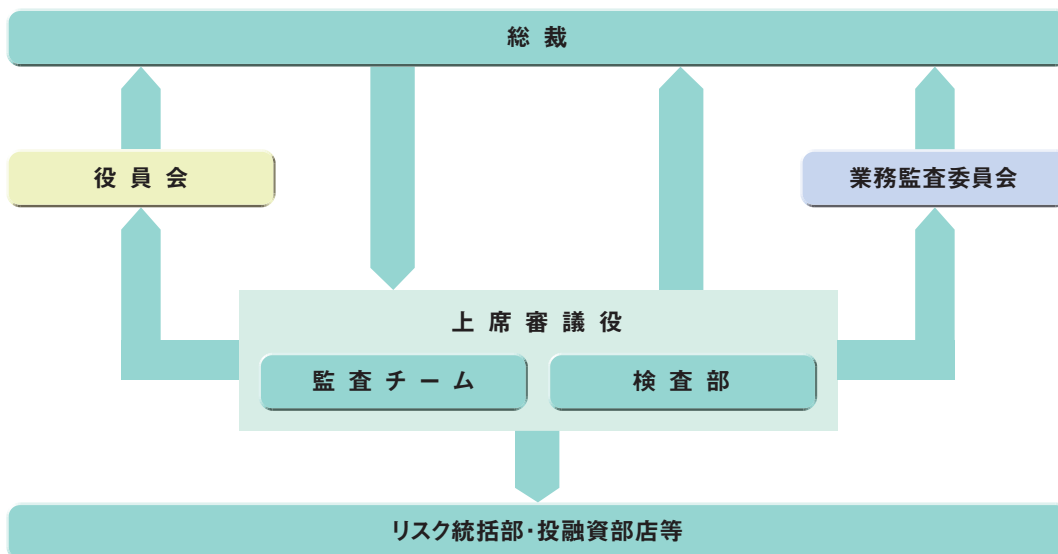 総裁
役員会
業務監査委員会
上席審議役
監査チーム
検査部
リスク統括部・投融資部店等